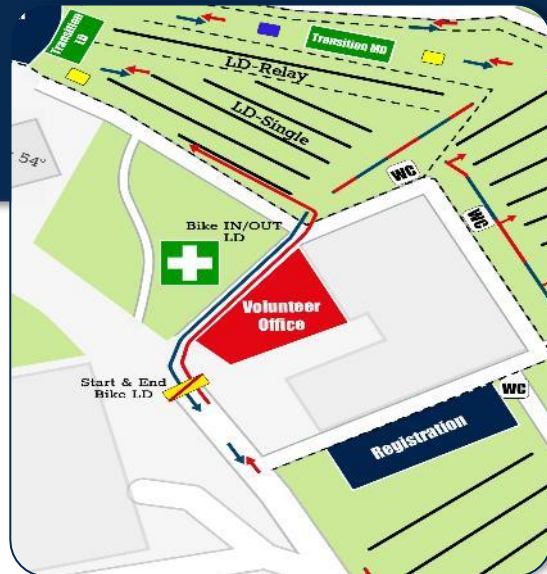 Transition
LD
Transition MD
LD-Relay
LD-Single
54
WC
WC
Bike IN/OUT
LD
Volunteer
Office
Start & End
Bike LD
WC
Registration